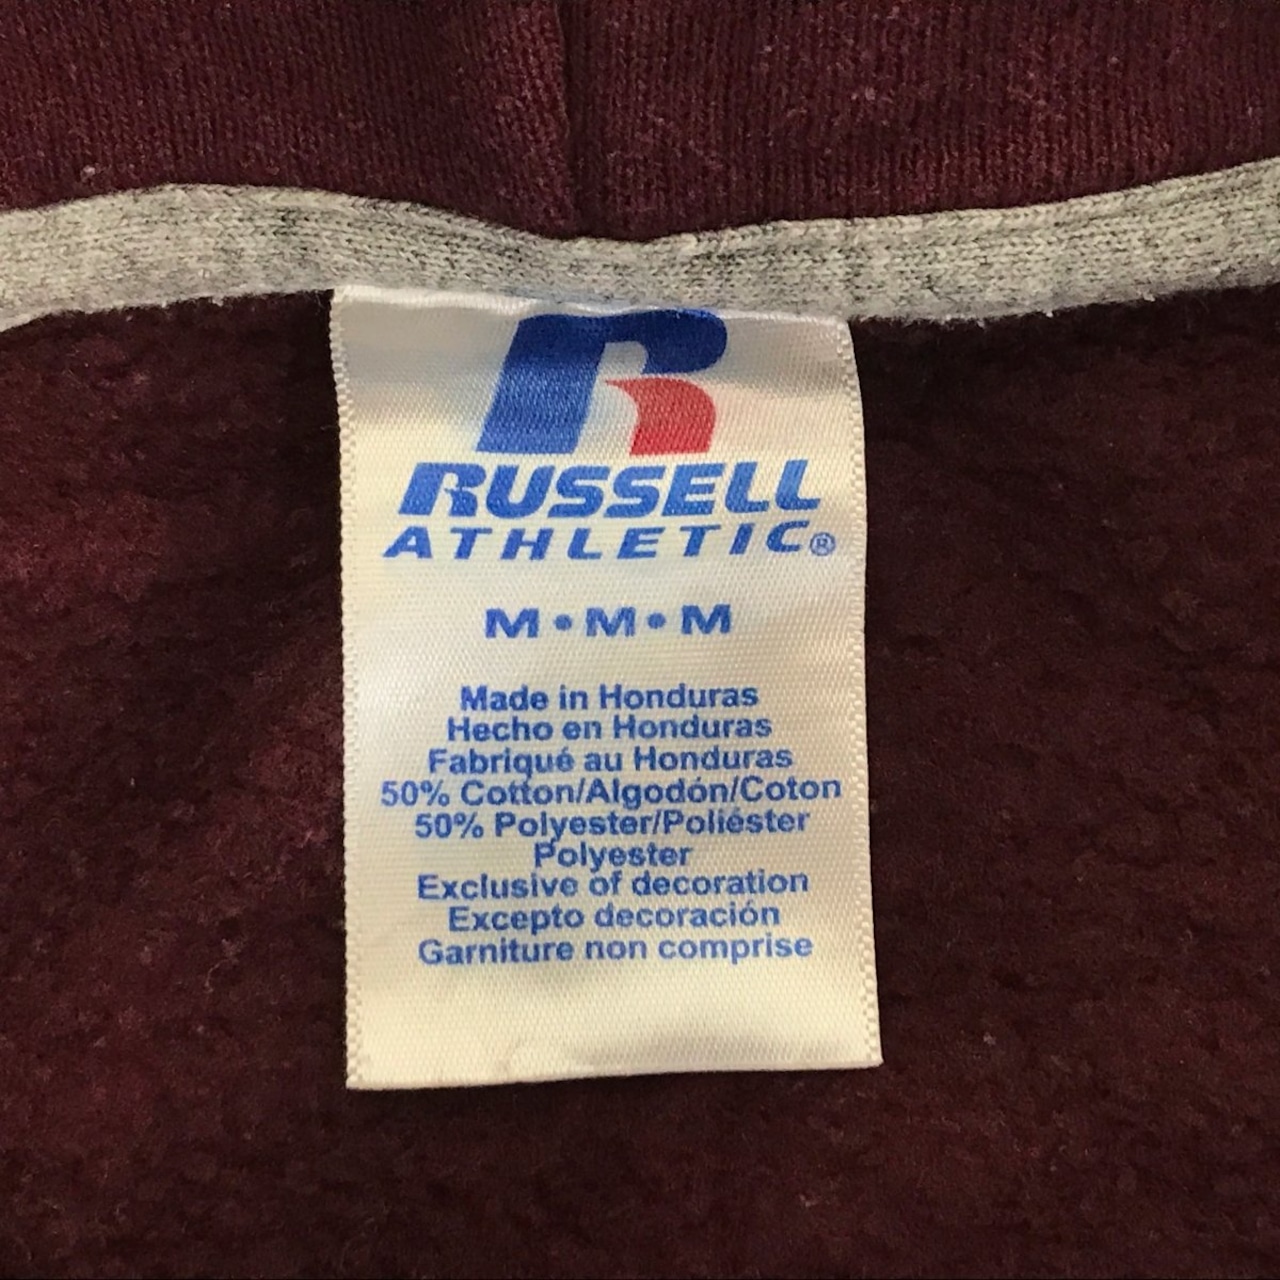 R
RUSSELL
ATHLETIC®
M•M•M
Made in Honduras
Hecho en Honduras
Fabriqué au Honduras
50% Cotton/Algodón/Coton
50% Polyester/Poliéster
Polyester
Exclusive of decoration
Excepto decoración
Garniture non comprise